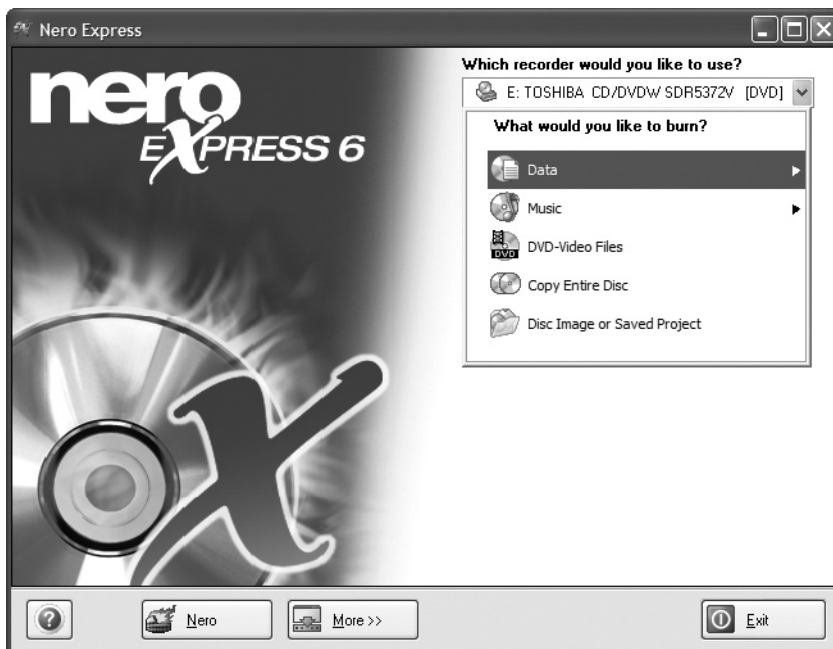 Nero Express
nero
EXPRESS 6
Which recorder would you like to use?
E: TOSHIBA CD/DVDW SDR5372V [DVD]
What would you like to burn?
Data
Music
DVD
DVD-Video Files
Copy Entire Disc
Disc Image or Saved Project
?
Nero
More >>
Exit